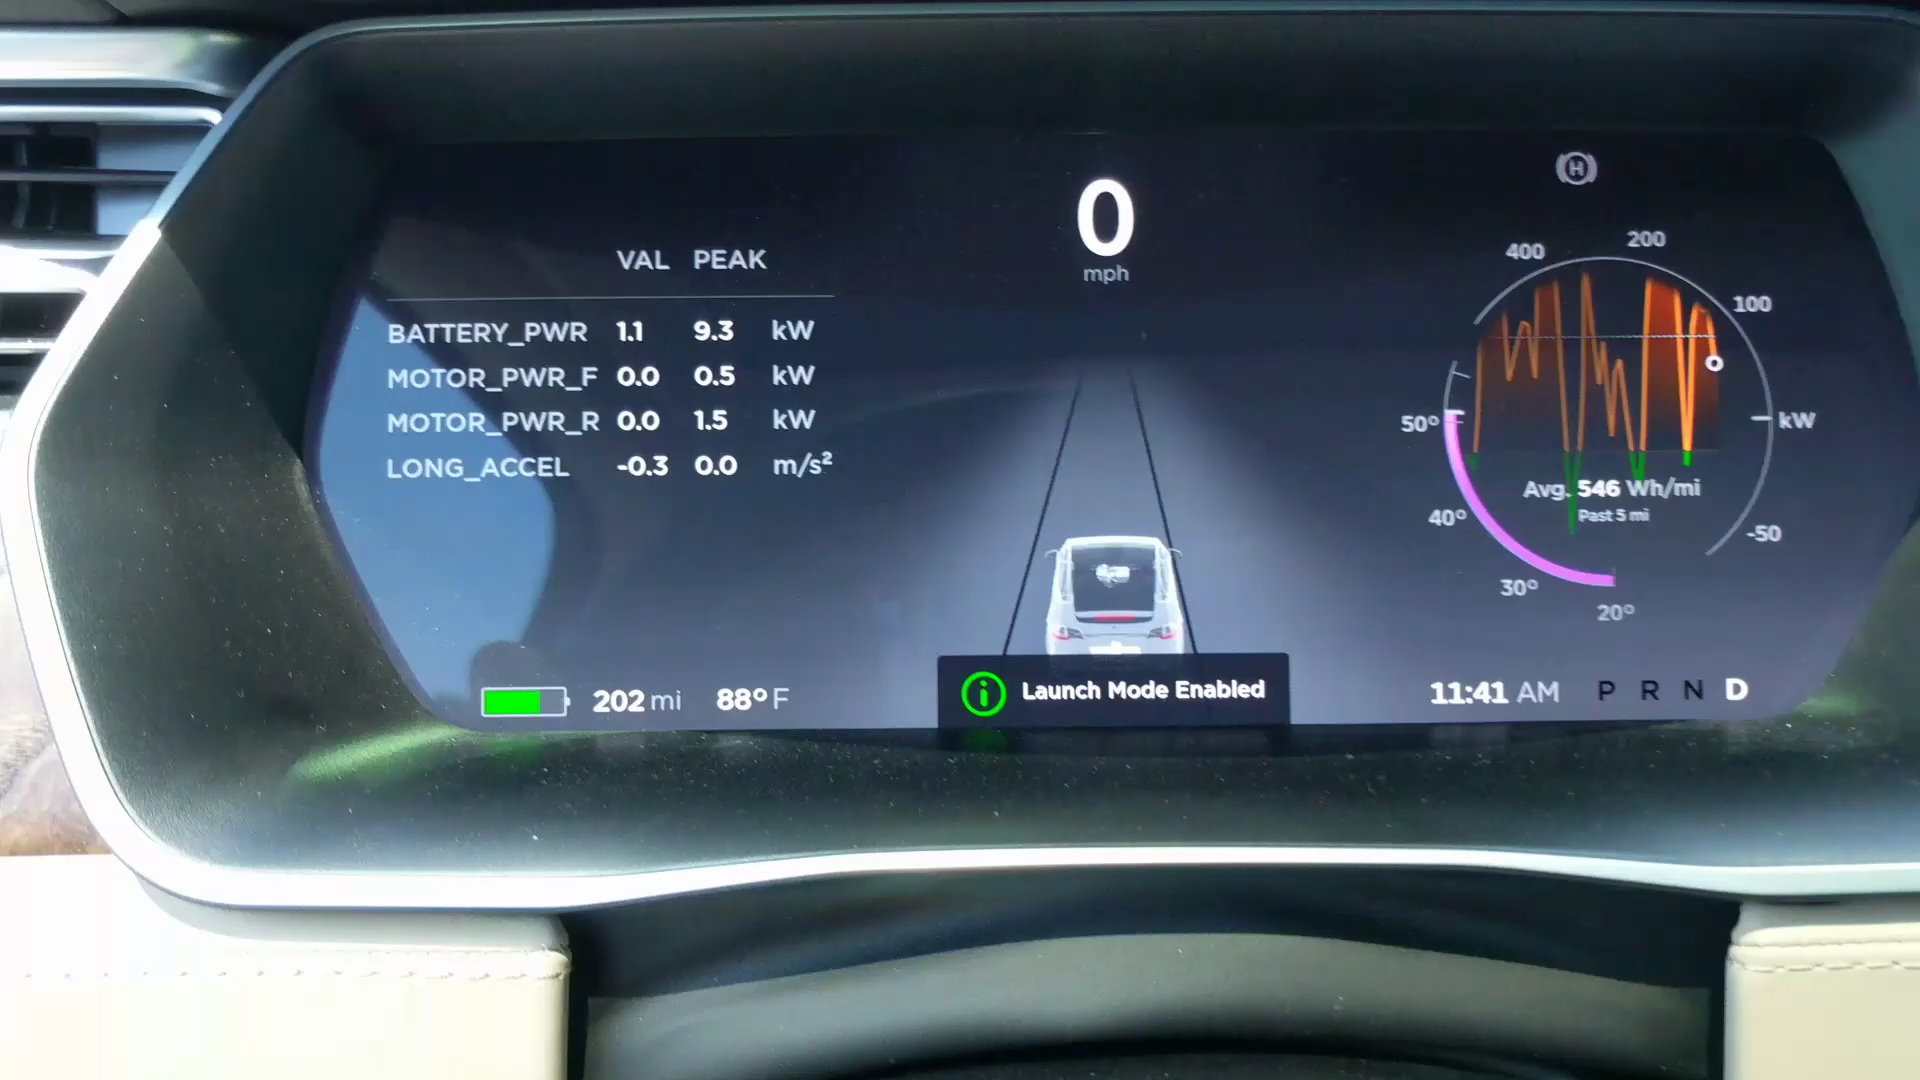 0
mph
VAL PEAK
BATTERY_PWR 1.1 9.3 kW
MOTOR_PWR_F 0.0 0.5 kW
MOTOR_PWR_R 0.0 1.5 kW
LONG_ACCEL -0.3 0.0 m/s²
H
400 200
100
kW
-50
50°
40°
30°
20°
Avg. 546 Wh/mi
Past 5 mi
202 mi 88° F
Launch Mode Enabled
11:41 AM P R N D